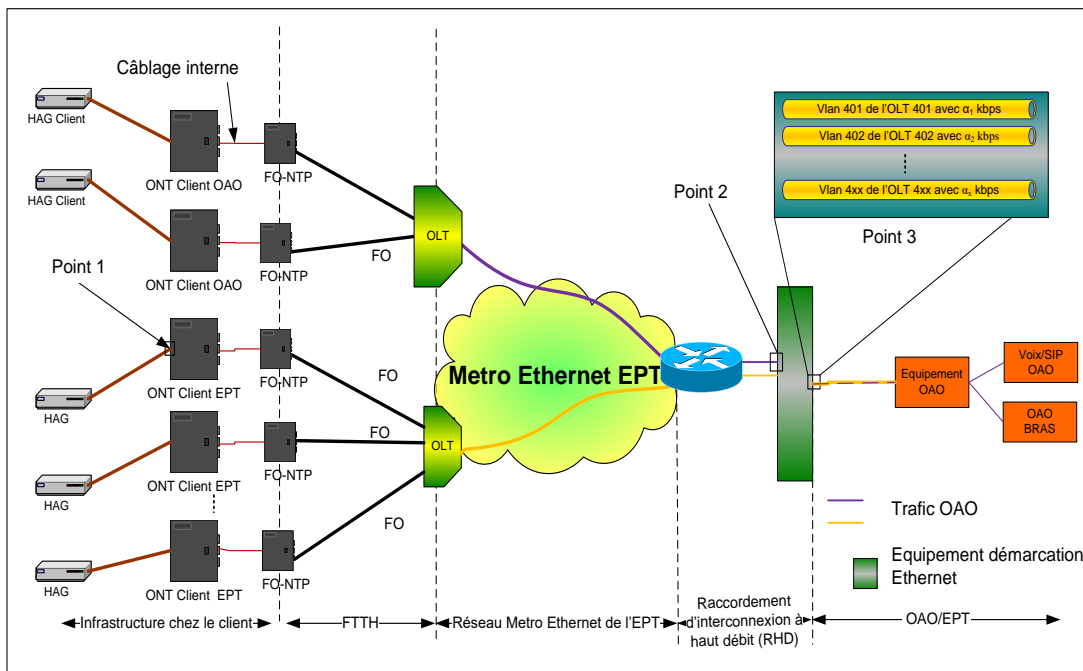 Câblage interne
HAG Client
ONT Client OAO
FO-NTP
HAG Client
ONT Client OAO
FO-NTP
FO
OLT
Point 1
HAG
ONT Client EPT
FO-NTP
FO
HAG
ONT Client EPT
FO-NTP
FO
OLT
HAG
ONT Client EPT
FO-NTP
FO
Metro Ethernet EPT
Point 2
Vlan 401 de l'OLT 401 avec α1 kbps
Vlan 402 de l'OLT 402 avec α2 kbps
Vlan 4xx de l'OLT 4xx avec αx kbps
Point 3
Equipement
OAO
Voix/SIP
OAO
OAO
BRAS
Trafic OAO
Equipement démarcation
Ethernet
Infrastructure chez le client
FTTH
Réseau Metro Ethernet de l'EPT
Raccordement
d'interconnexion à
haut débit (RHD)
OAO/EPT